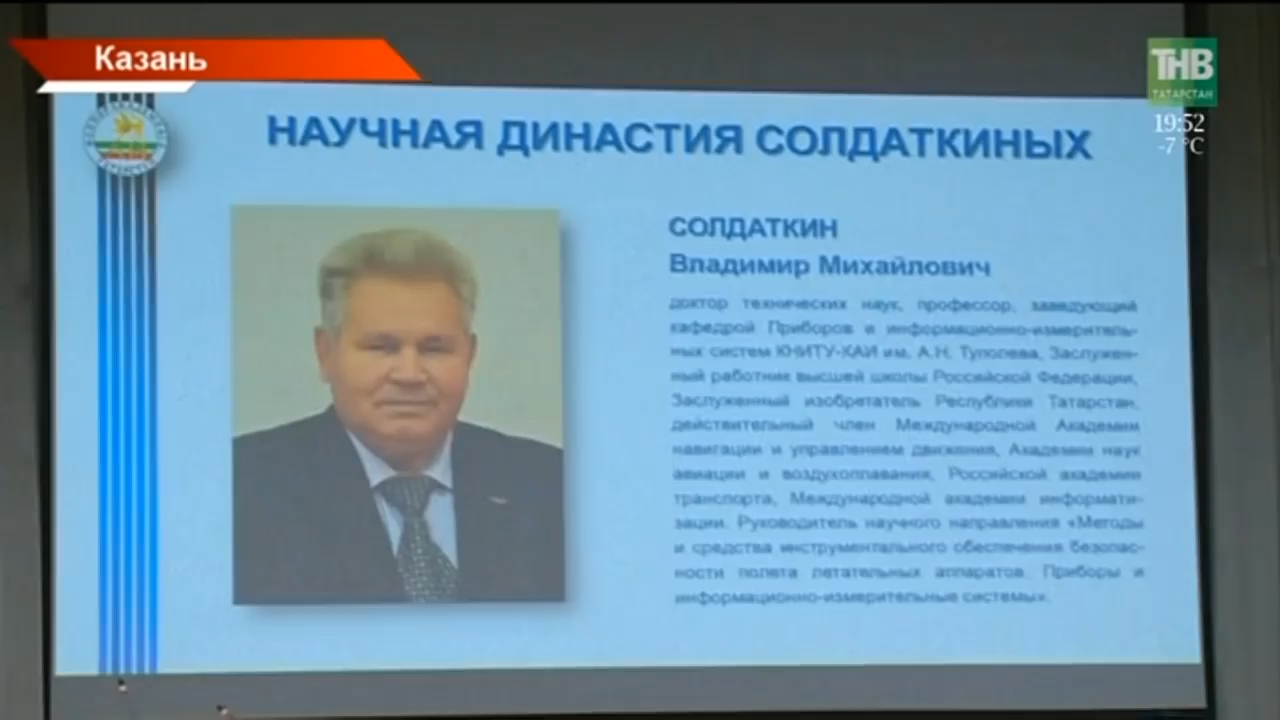 Казань
ТНВ
ТАТАРСТАН
19:52
-7 °C
НАУЧНАЯ ДИНАСТИЯ СОЛДАТКИНЫХ
СОЛДАТКИН
Владимир Михайлович
доктор технических наук, профессор, заведующий
кафедрой Приборов и информационно-измеритель-
ных систем КНИТУ-КАИ им. А.Н. Туполева, Заслужен-
ный работник высшей школы Российской Федерации,
Заслуженный изобретатель Республики Татарстан,
действительный член Международной Академии
навигации и управления движения, Академии наук
авиации и воздухоплавания, Российской академии
транспорта, Международной академии информати-
зации. Руководитель научного направления «Методы
и средства инструментального обеспечения безопас-
ности полета летательных аппаратов. Приборы и
информационно-измерительные системы».